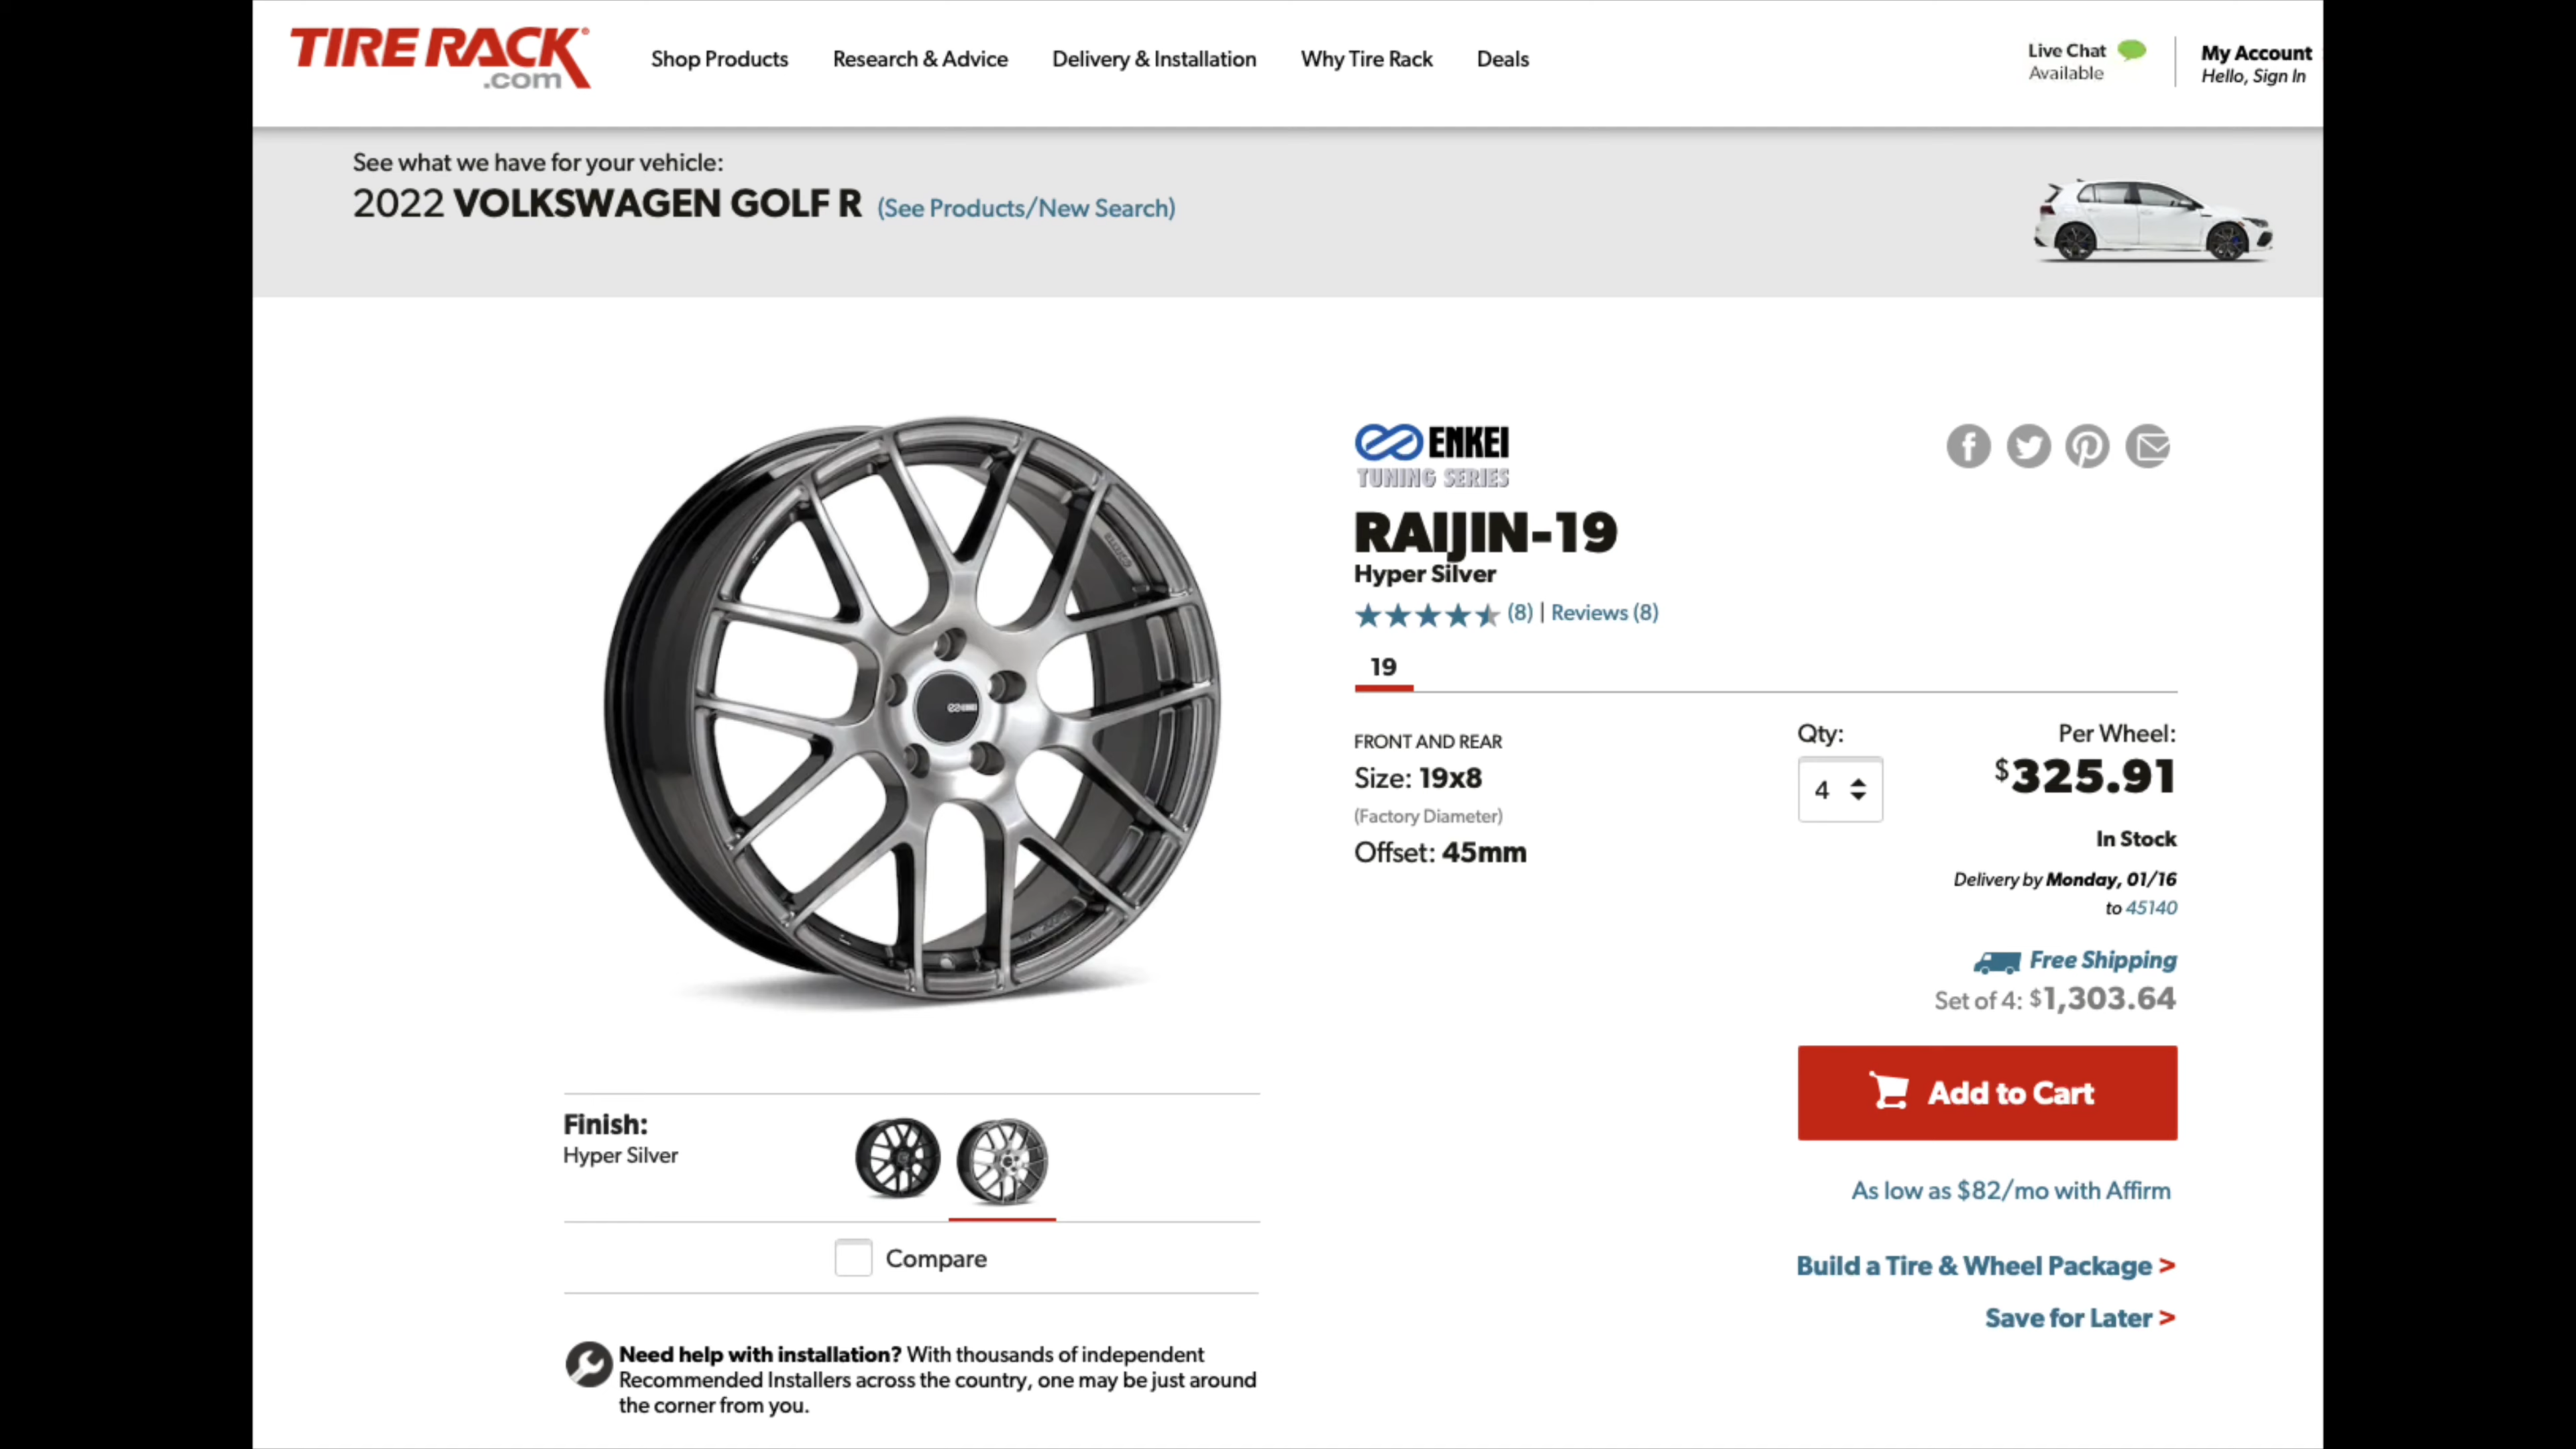 TIRE RACK
.com
Shop Products
Research & Advice
Delivery & Installation
Why Tire Rack
Deals
Live Chat
Available
My Account
Hello, Sign In
See what we have for your vehicle:
2022 VOLKSWAGEN GOLF R (See Products/New Search)
ENKEI
ENKEI
TUNING SERIES
RAIJIN-19
Hyper Silver
(8) | Reviews (8)
19
FRONT AND REAR
Size: 19x8
(Factory Diameter)
Offset: 45mm
Qty:
4
Per Wheel:
$325.91
In Stock
Delivery by Monday, 01/16
to 45140
Free Shipping
Set of 4: $1,303.64
Add to Cart
As low as $82/mo with Affirm
Build a Tire & Wheel Package >
Save for Later >
Finish:
Hyper Silver
Compare
Need help with installation? With thousands of independent
Recommended Installers across the country, one may be just around
the corner from you.